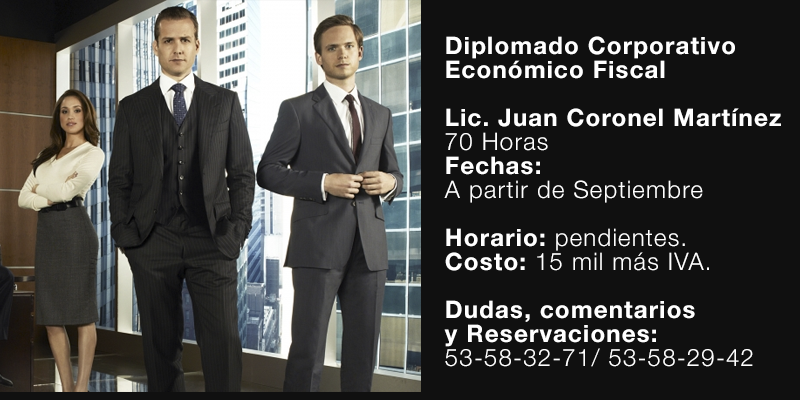 Diplomado Corporativo
Económico Fiscal
Lic. Juan Coronel Martínez
70 Horas
Fechas:
A partir de Septiembre
Horario: pendientes.
Costo: 15 mil más IVA.
Dudas, comentarios
y Reservaciones:
53-58-32-71/ 53-58-29-42